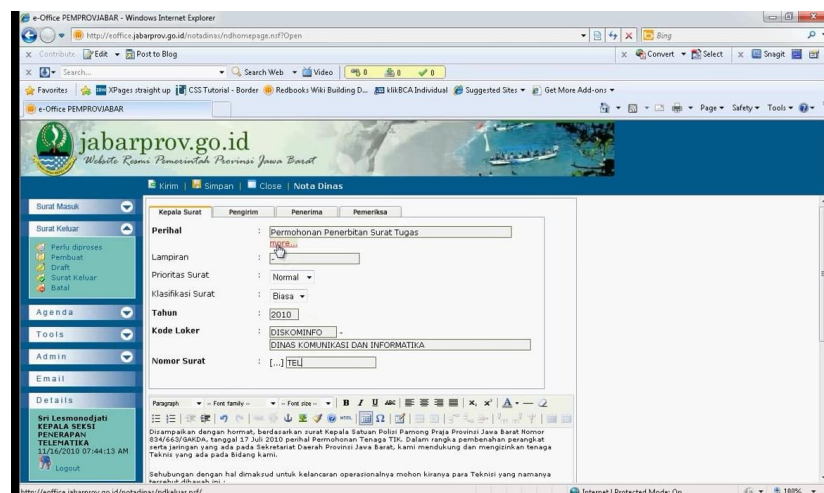 e-Office PEMPROVJABAR - Windows Internet Explorer
http://eoffice.jabarprov.go.id/notadinas/ndhomepage.nsf?Open
Bing
x Contribute Edit Post to Blog
x Convert Select x Snagit
x Search... Search Web Video 0 0 0
Favorites XPages straight up CSS Tutorial - Border Redbooks Wiki Building D... klikBCA Individual Suggested Sites Get More Add-ons
e-Office PEMPROVJABAR
Page Safety Tools
jabarprov.go.id
Website Resmi Pemerintah Provinsi Jawa Barat
Kirim | Simpan | Close | Nota Dinas
Surat Masuk
Surat Keluar
Perlu diproses
Pembuat
Draft
Surat Keluar
Batal
Agenda
Tools
Admin
Email
Details
Sri Lesmonodjati
KEPALA SEKSI
PENERAPAN
TELEMATIKA
11/16/2010 07:44:13 AM
Logout
Kepala Surat Pengirim Penerima Pemeriksa
Perihal : Permohonan Penerbitan Surat Tugas
more...
Lampiran : -
Prioritas Surat : Normal
Klasifikasi Surat : Biasa
Tahun : 2010
Kode Loker : DISKOMINFO -
DINAS KOMUNIKASI DAN INFORMATIKA
Nomor Surat : [...] TEL
Paragraph -- Font family -- -- Font size -- B I U ABC
Disampaikan dengan hormat, berdasarkan surat Kepala Satuan Polisi Pamong Praja Provinsi Jawa Barat Nomor
834/663/GAKDA, tanggal 17 Juli 2010 perihal Permohonan Tenaga TIK. Dalam rangka pembenahan perangkat
serta jaringan yang ada pada Sekretariat Daerah Provinsi Jawa Barat, kami mendukung dan mengizinkan tenaga
Teknis yang ada pada Bidang kami.
Sehubungan dengan hal dimaksud untuk kelancaran operasionalnya mohon kiranya para Teknisi yang namanya
tersebut dibawah ini :
http://eoffice.jabarprov.go.id/notadinas/ndkeluar.nsf/
Internet | Protected Mode: On 100%